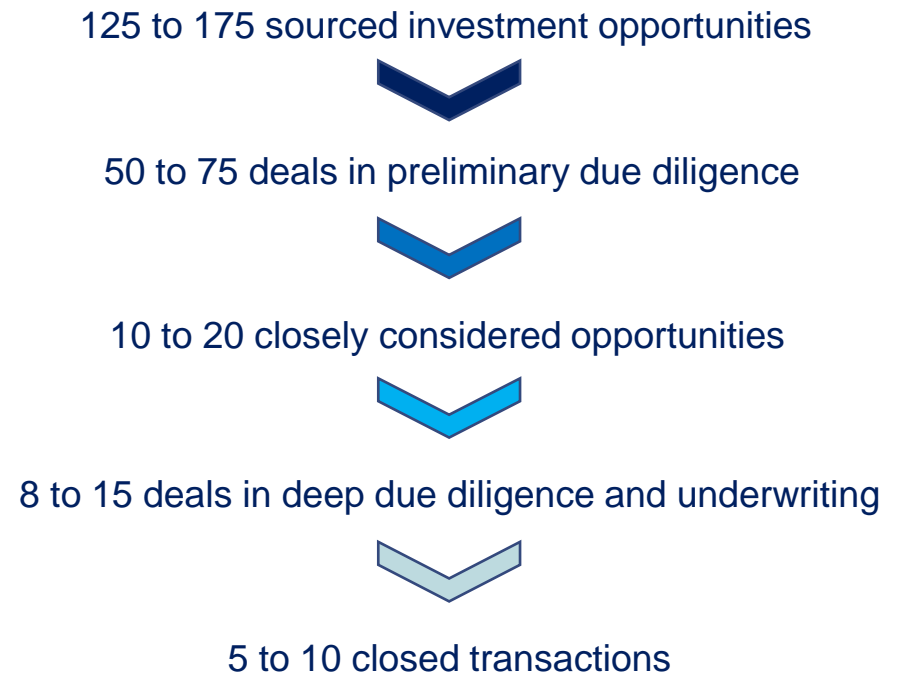 125 to 175 sourced investment opportunities
50 to 75 deals in preliminary due diligence
10 to 20 closely considered opportunities
8 to 15 deals in deep due diligence and underwriting
5 to 10 closed transactions